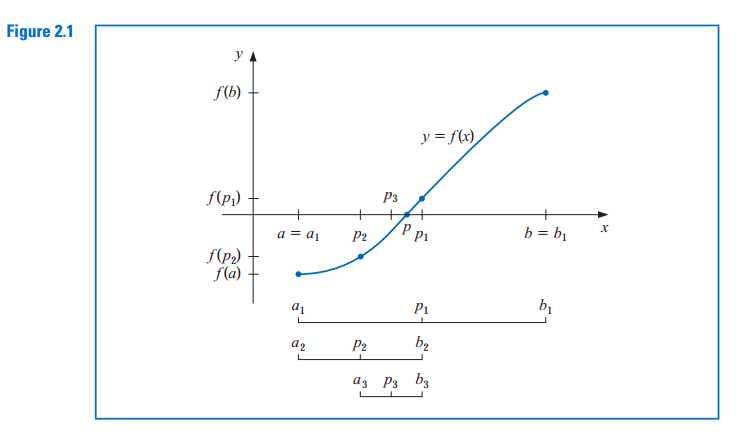 Figure 2.1
y
f(b)
y = f(x)
f(p₁)
p₃
a = a₁ p₂ p p₁ b = b₁ x
f(p₂)
f(a)
a₁ p₁ b₁
a₂ p₂ b₂
a₃ p₃ b₃